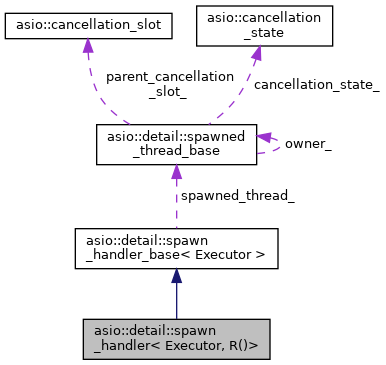 asio::cancellation_slot
asio::cancellation
_state
parent_cancellation
_slot_
cancellation_state_
asio::detail::spawned
_thread_base
owner_
spawned_thread_
asio::detail::spawn
_handler_base< Executor >
asio::detail::spawn
_handler< Executor, R()>